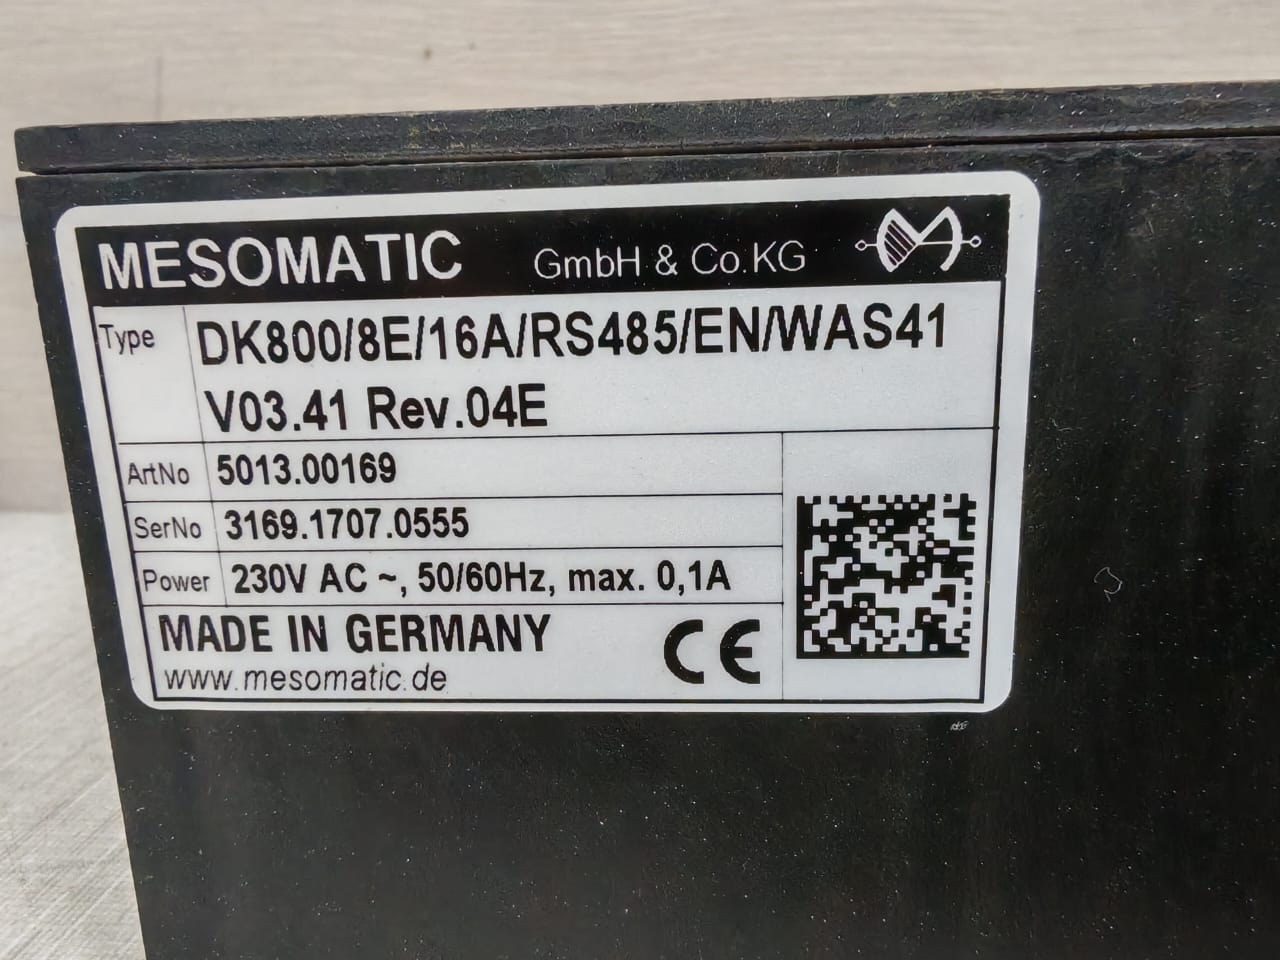 MESOMATIC GmbH & Co.KG
Type DK800/8E/16A/RS485/EN/WAS41
V03.41 Rev.04E
ArtNo 5013.00169
SerNo 3169.1707.0555
Power 230V AC ~, 50/60Hz, max. 0,1A
MADE IN GERMANY CE
www.mesomatic.de